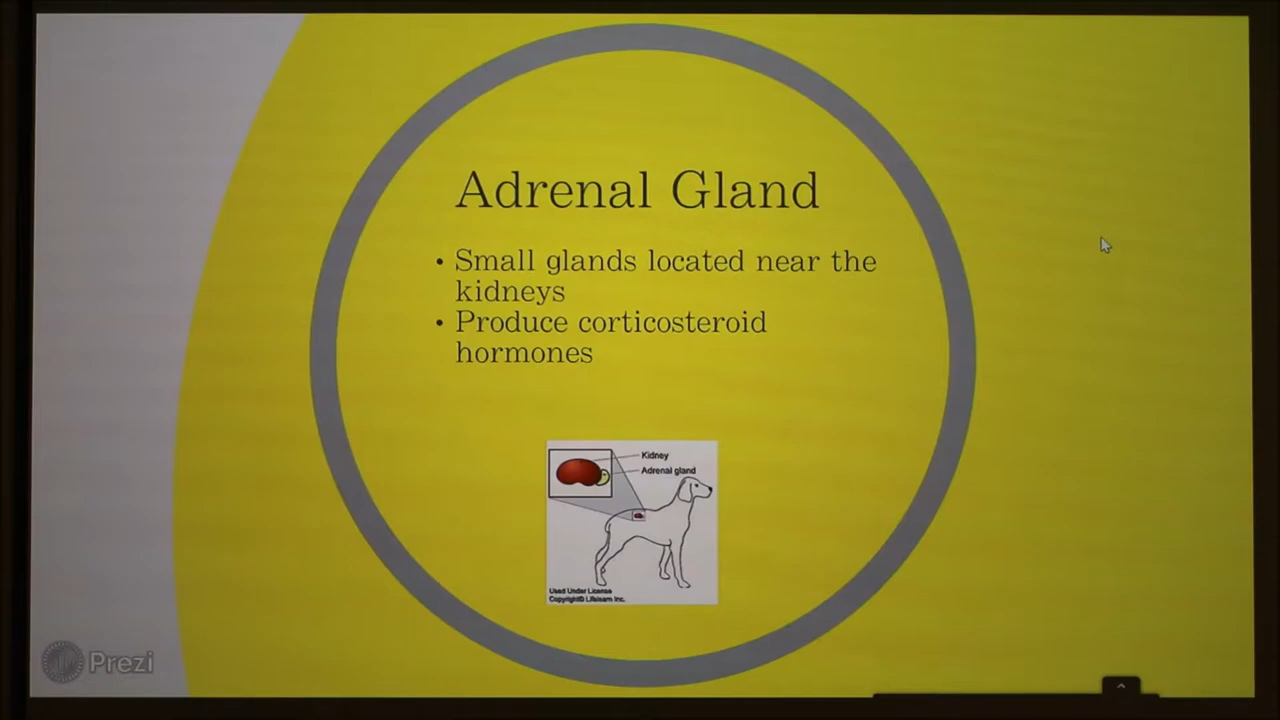 Adrenal Gland
• Small glands located near the
kidneys
• Produce corticosteroid
hormones
Kidney
Adrenal gland
Used Under License
Copyright© Lifelearn Inc.
Prezi